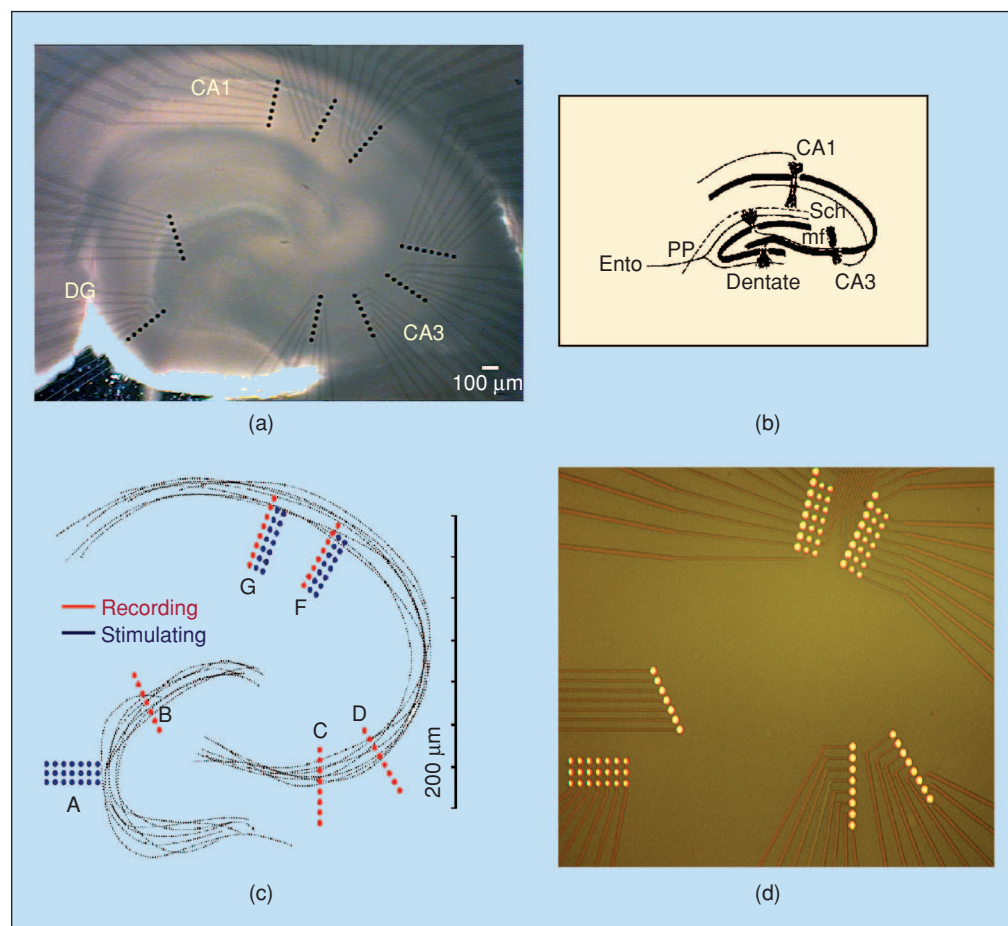 CA1
DG
CA3
100 μm
(a)
CA1
Sch
mf
PP
Ento
Dentate
CA3
(b)
G
F
Recording
Stimulating
B
C
D
A
200 μm
(c)
(d)